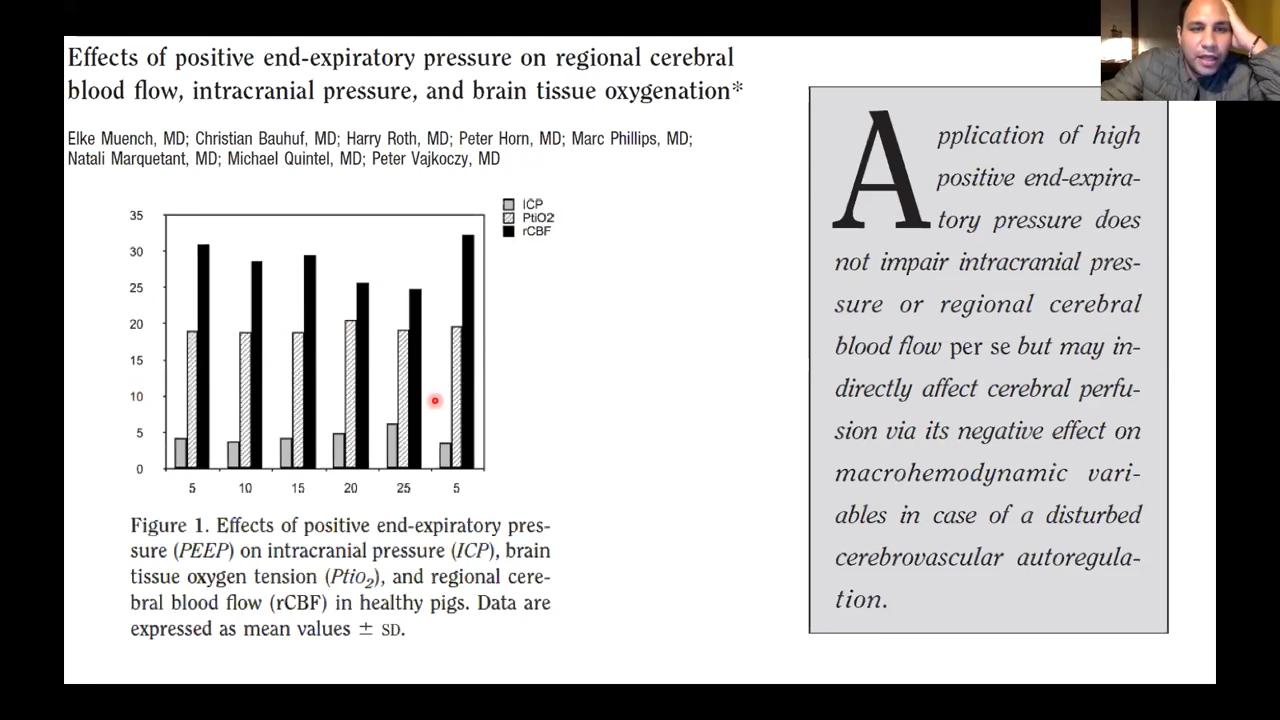 Effects of positive end-expiratory pressure on regional cerebral
blood flow, intracranial pressure, and brain tissue oxygenation*
Elke Muench, MD; Christian Bauhuf, MD; Harry Roth, MD; Peter Horn, MD; Marc Phillips, MD;
Natali Marquetant, MD; Michael Quintel, MD; Peter Vajkoczy, MD
ICP
PtiO2
rCBF
35
30
25
20
15
10
5
0
5 10 15 20 25 5
Figure 1. Effects of positive end-expiratory pres-
sure (PEEP) on intracranial pressure (ICP), brain
tissue oxygen tension (Ptio₂), and regional cere-
bral blood flow (rCBF) in healthy pigs. Data are
expressed as mean values ± SD.
Application of high
positive end-expira-
tory pressure does
not impair intracranial pres-
sure or regional cerebral
blood flow per se but may in-
directly affect cerebral perfu-
sion via its negative effect on
macrohemodynamic vari-
ables in case of a disturbed
cerebrovascular autoregula-
tion.